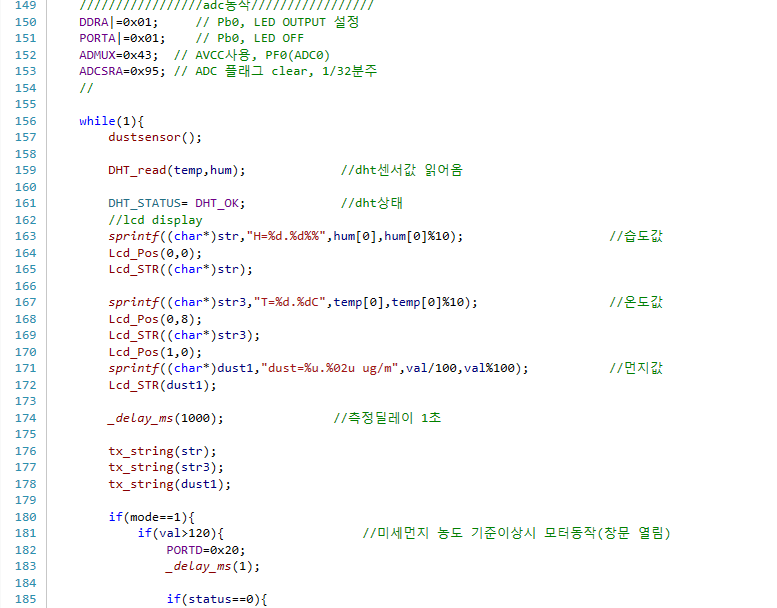 149 /////////////////adc동작/////////////////
150 DDRA|=0x01;     // Pb0, LED OUTPUT 설정
151 PORTA|=0x01;    // Pb0, LED OFF
152 ADMUX=0x43;  // AVCC사용, PF0(ADC0)
153 ADCSRA=0x95; // ADC 플래그 clear, 1/32분주
154 //
155
156 while(1){
157     dustsensor();
158
159     DHT_read(temp,hum);             //dht센서값 읽어옴
160
161     DHT_STATUS= DHT_OK;             //dht상태
162     //lcd display
163     sprintf((char*)str,"H=%d.%d%%",hum[0],hum[0]%10);                    //습도값
164     Lcd_Pos(0,0);
165     Lcd_STR((char*)str);
166
167     sprintf((char*)str3,"T=%d.%dC",temp[0],temp[0]%10);                  //온도값
168     Lcd_Pos(0,8);
169     Lcd_STR((char*)str3);
170     Lcd_Pos(1,0);
171     sprintf((char*)dust1,"dust=%u.%02u ug/m",val/100,val%100);           //먼지값
172     Lcd_STR(dust1);
173
174     _delay_ms(1000);               //측정딜레이 1초
175
176     tx_string(str);
177     tx_string(str3);
178     tx_string(dust1);
179
180     if(mode==1){
181         if(val>120){                   //미세먼지 농도 기준이상시 모터동작(창문 열림)
182             PORTD=0x20;
183             _delay_ms(1);
184
185             if(status==0){